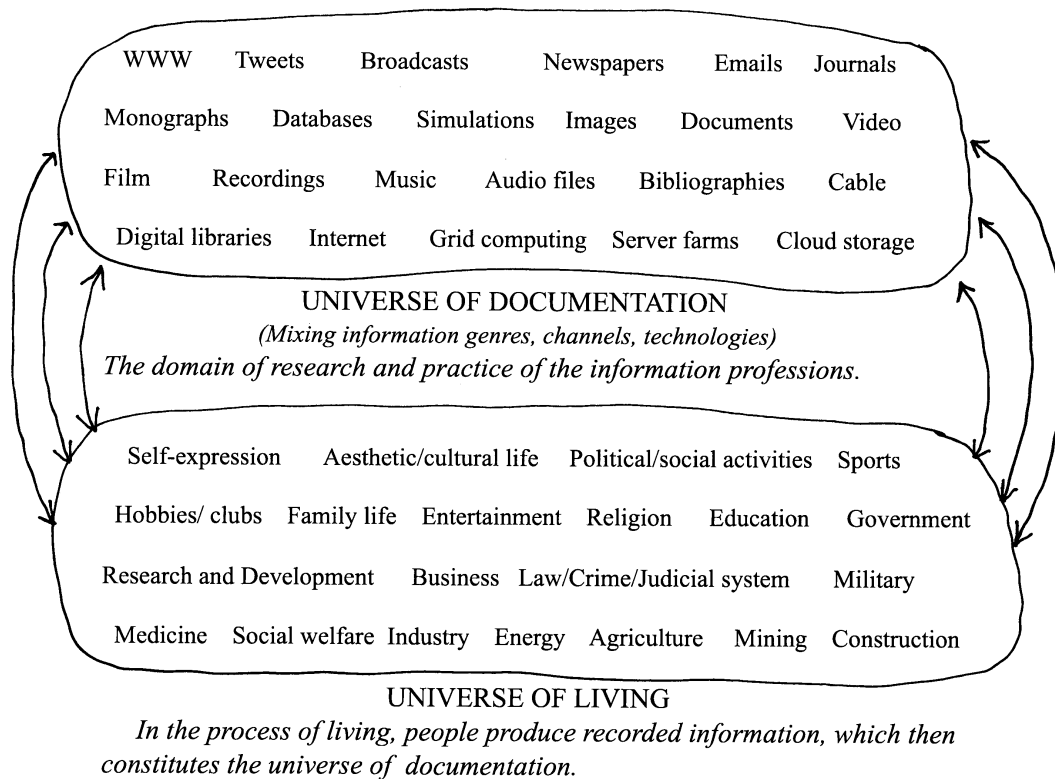 WWW Tweets Broadcasts Newspapers Emails Journals
Monographs Databases Simulations Images Documents Video
Film Recordings Music Audio files Bibliographies Cable
Digital libraries Internet Grid computing Server farms Cloud storage
UNIVERSE OF DOCUMENTATION
(Mixing information genres, channels, technologies)
The domain of research and practice of the information professions.
Self-expression Aesthetic/cultural life Political/social activities Sports
Hobbies/ clubs Family life Entertainment Religion Education Government
Research and Development Business Law/Crime/Judicial system Military
Medicine Social welfare Industry Energy Agriculture Mining Construction
UNIVERSE OF LIVING
In the process of living, people produce recorded information, which then
constitutes the universe of documentation.